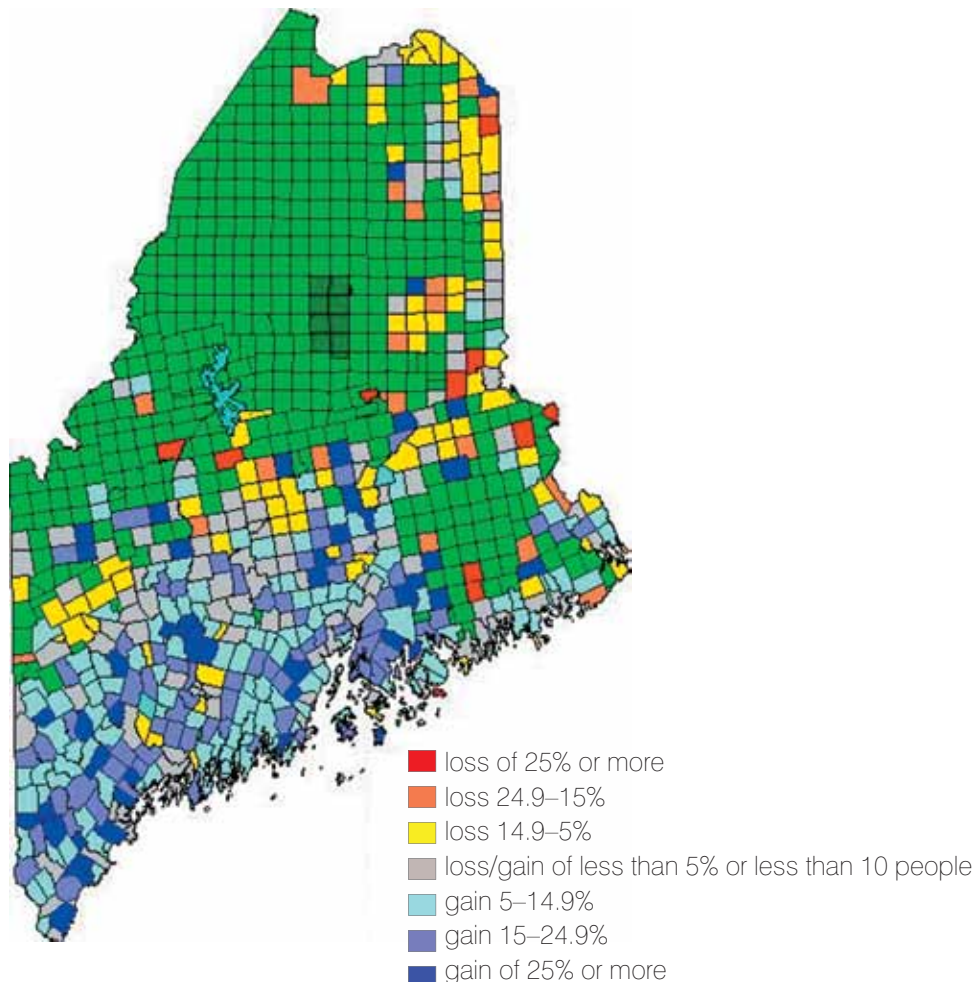 loss of 25% or more
loss 24.9–15%
loss 14.9–5%
loss/gain of less than 5% or less than 10 people
gain 5–14.9%
gain 15–24.9%
gain of 25% or more